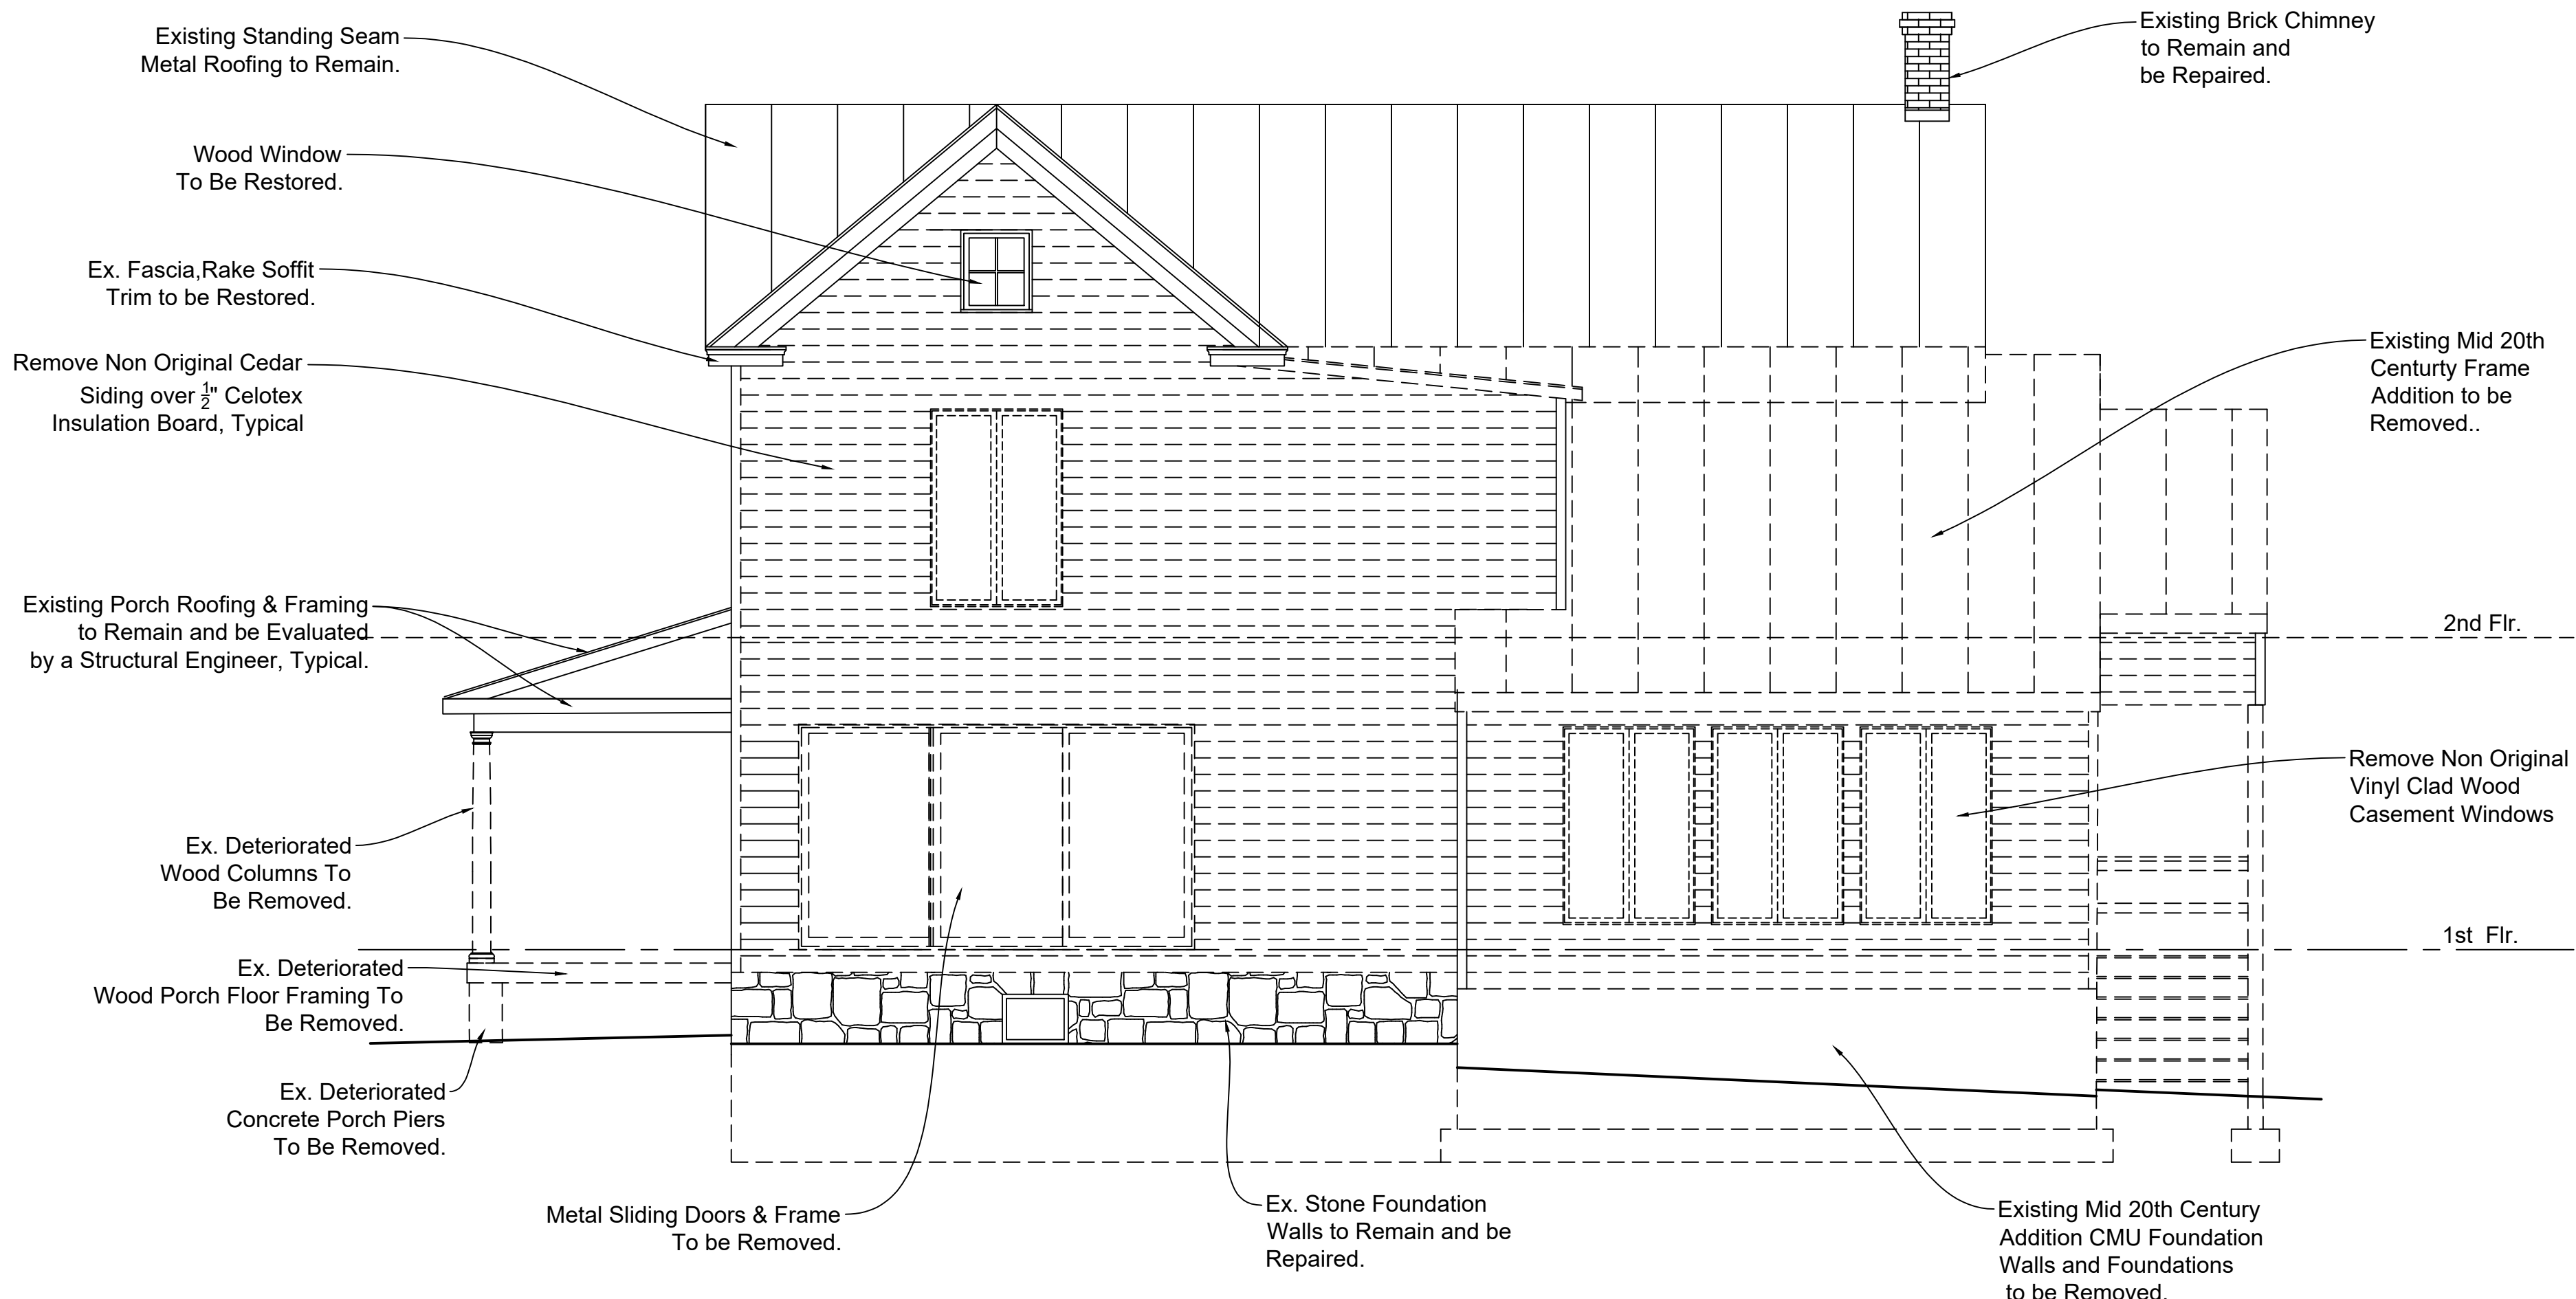 Existing Standing Seam
Metal Roofing to Remain.
Wood Window
To Be Restored.
Ex. Fascia,Rake Soffit
Trim to be Restored.
Remove Non Original Cedar
Siding over 1/2" Celotex
Insulation Board, Typical
Existing Porch Roofing & Framing
to Remain and be Evaluated
by a Structural Engineer, Typical.
Ex. Deteriorated
Wood Columns To
Be Removed.
Ex. Deteriorated
Wood Porch Floor Framing To
Be Removed.
Ex. Deteriorated
Concrete Porch Piers
To Be Removed.
Metal Sliding Doors & Frame
To be Removed.
Ex. Stone Foundation
Walls to Remain and be
Repaired.
Existing Brick Chimney
to Remain and
be Repaired.
Existing Mid 20th
Centurty Frame
Addition to be
Removed..
2nd Flr.
Remove Non Original
Vinyl Clad Wood
Casement Windows
1st Flr.
Existing Mid 20th Century
Addition CMU Foundation
Walls and Foundations
to be Removed.